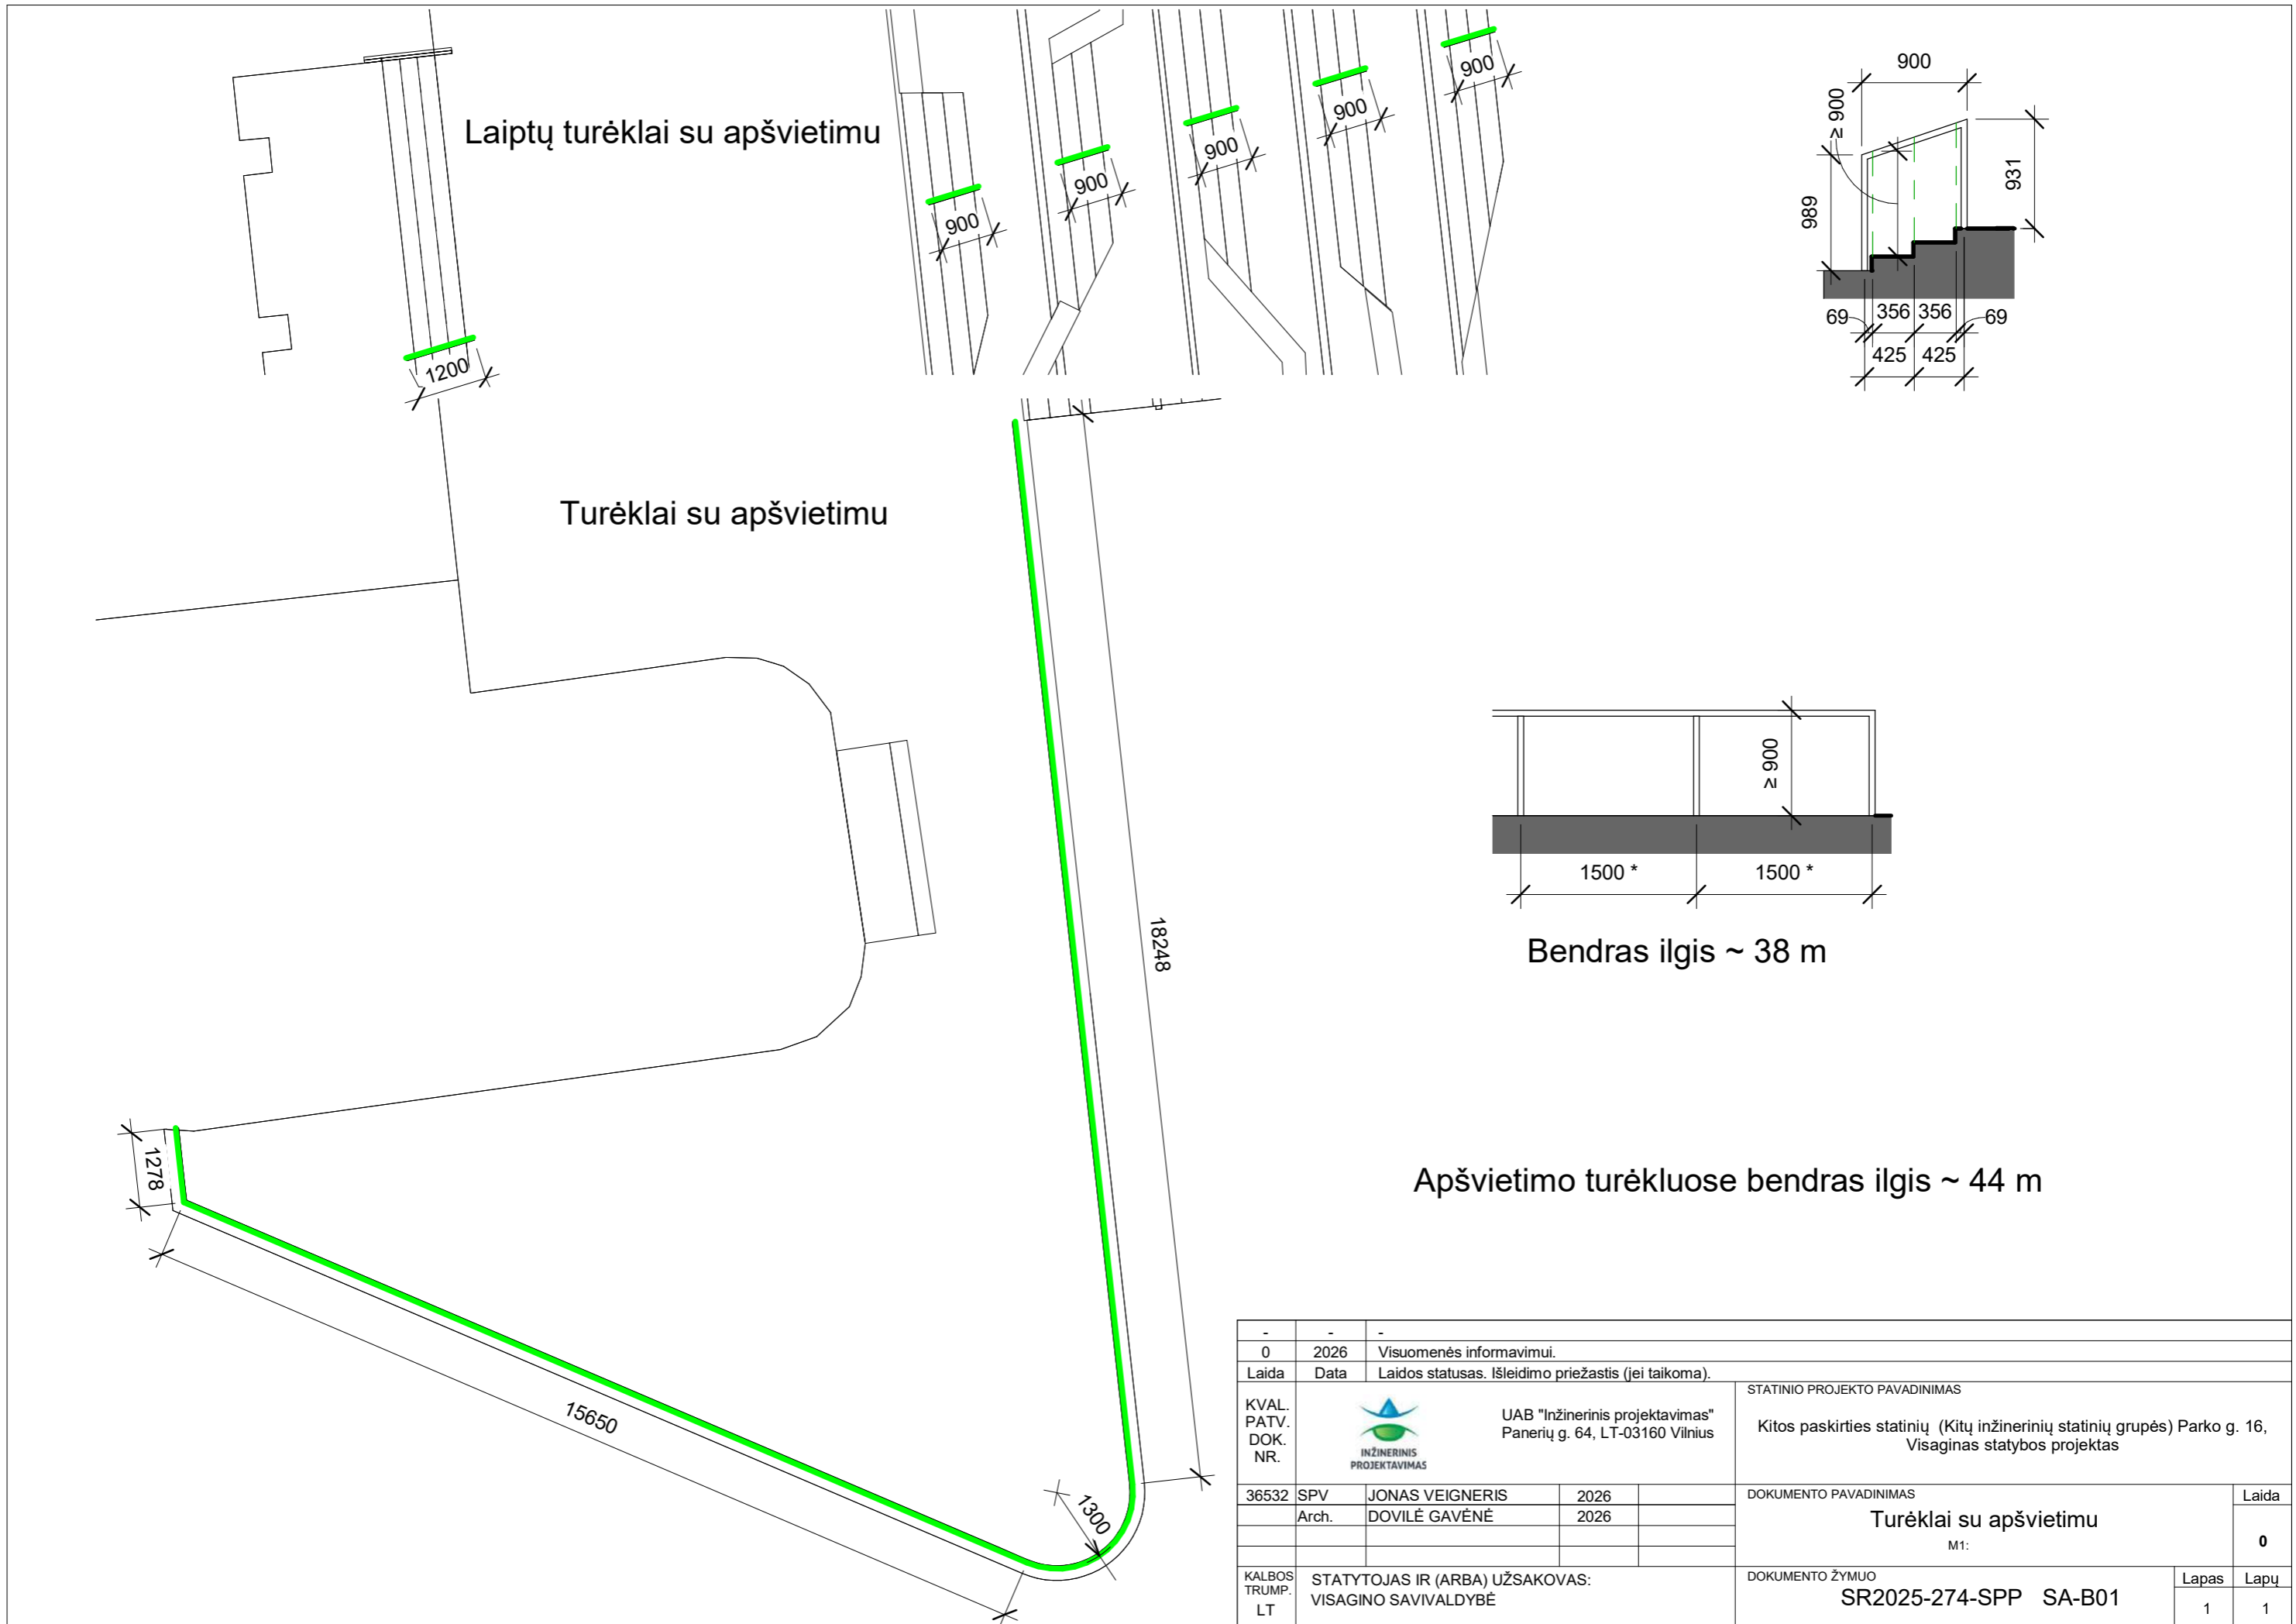 Laiptų turėklai su apšvietimu
1200
900
900
900
900
900
900
≥ 900
989
931
69
356
356
69
425
425
Turėklai su apšvietimu
18248
1278
15650
1300
≥ 900
1500 *
1500 *
Bendras ilgis ~ 38 m
Apšvietimo turėkluose bendras ilgis ~ 44 m
- - -
0 2026 Visuomenės informavimui.
Laida Data Laidos statusas. Išleidimo priežastis (jei taikoma).
KVAL.
PATV.
DOK.
NR.
INŽINERINIS
PROJEKTAVIMAS
UAB "Inžinerinis projektavimas"
Panerių g. 64, LT-03160 Vilnius
STATINIO PROJEKTO PAVADINIMAS
Kitos paskirties statinių (Kitų inžinerinių statinių grupės) Parko g. 16,
Visaginas statybos projektas
36532 SPV JONAS VEIGNERIS 2026
Arch. DOVILĖ GAVĖNĖ 2026
DOKUMENTO PAVADINIMAS
Turėklai su apšvietimu
M1:
Laida
0
KALBOS
TRUMP.
LT
STATYTOJAS IR (ARBA) UŽSAKOVAS:
VISAGINO SAVIVALDYBĖ
DOKUMENTO ŽYMUO
SR2025-274-SPP SA-B01
Lapas Lapų
1 1